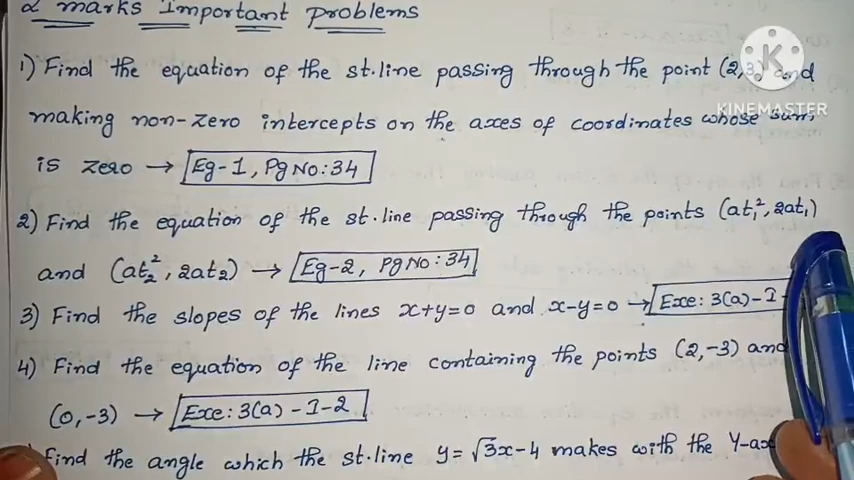 2 marks Important problems
1) Find the equation of the st.line passing through the point (2,3) and
KINEMASTER
making non-zero intercepts on the axes of coordinates whose sum
is zero → Eg-1, Pg No:34
2) Find the equation of the st.line passing through the points (at₁², 2at₁)
and (at₂², 2at₂) → Eg-2, Pg No:34
3) Find the slopes of the lines x+y=0 and x-y=0 → Exe: 3(a)-I-
4) Find the equation of the line containing the points (2,-3) and
(0,-3) → Exe: 3(a)-I-2
Find the angle which the st.line y=√3x-4 makes with the